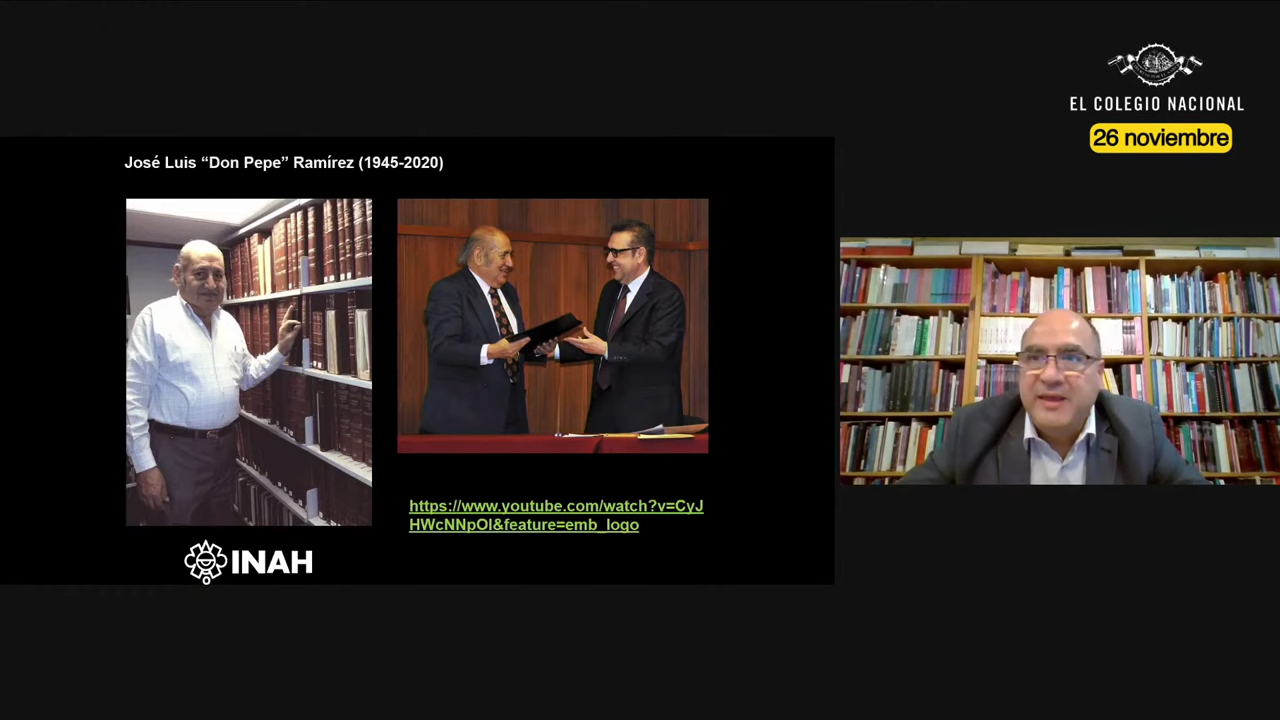 EL COLEGIO NACIONAL
26 noviembre
José Luis “Don Pepe” Ramírez (1945-2020)
https://www.youtube.com/watch?v=CyJ
HWcNNpOI&feature=emb_logo
INAH